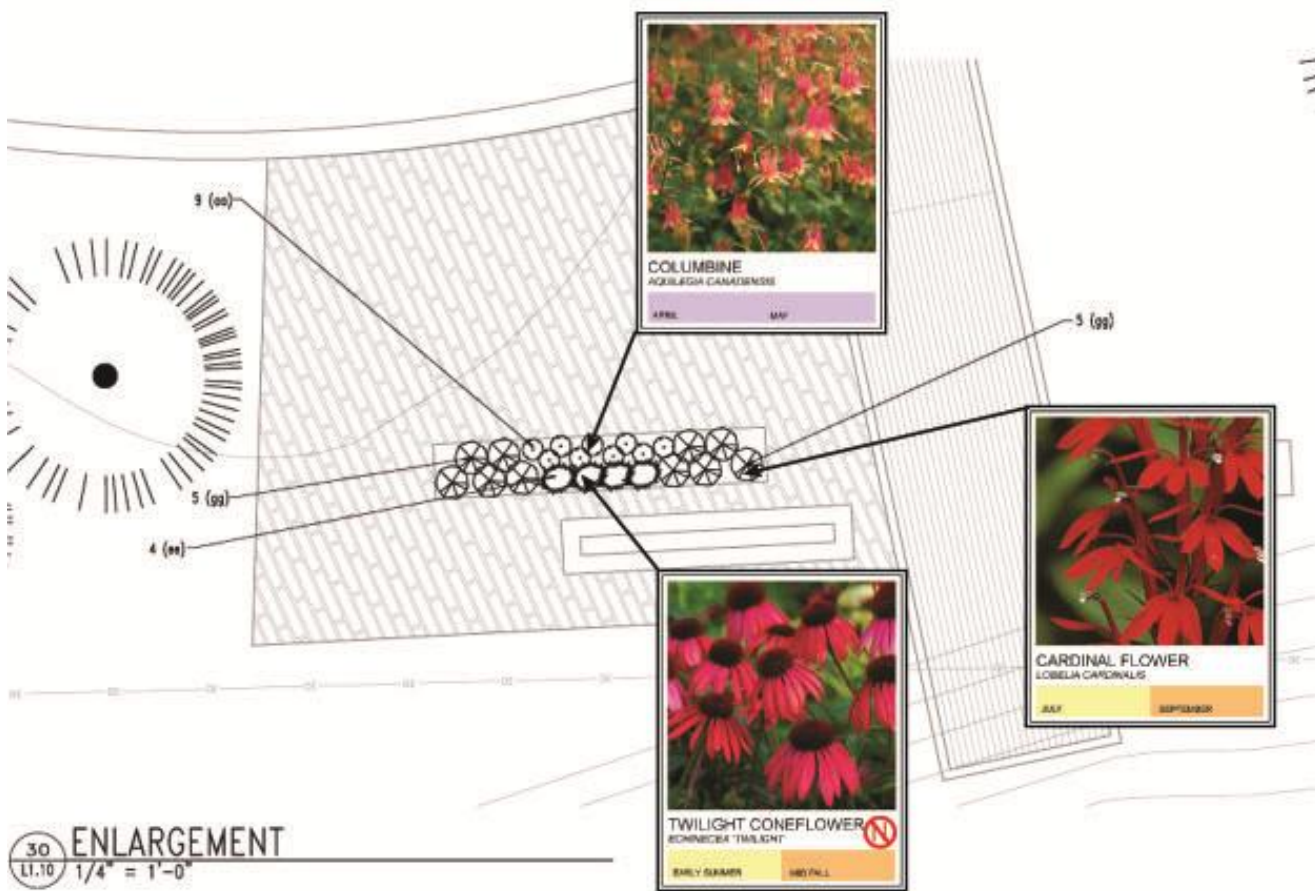 COLUMBINE
AQUILEGIA CANADENSIS
APRIL MAY
9 (aa)
5 (gg)
5 (gg)
4 (ee)
CARDINAL FLOWER
LOBELIA CARDINALIS
JULY SEPTEMBER
TWILIGHT CONEFLOWER
ECHINECEA "TWILIGHT"
EARLY SUMMER MID FALL
N
30
L1.10
ENLARGEMENT
1/4" = 1'-0"